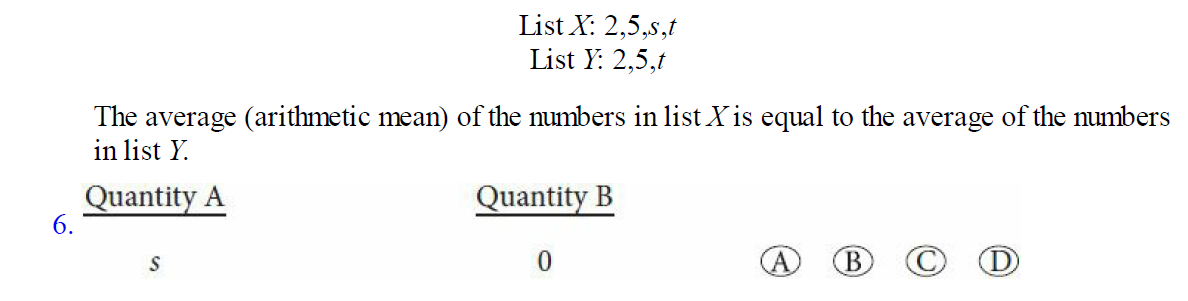 List X: 2,5,s,t
List Y: 2,5,t
The average (arithmetic mean) of the numbers in list X is equal to the average of the numbers
in list Y.
Quantity A Quantity B
6.
s 0 A B C D